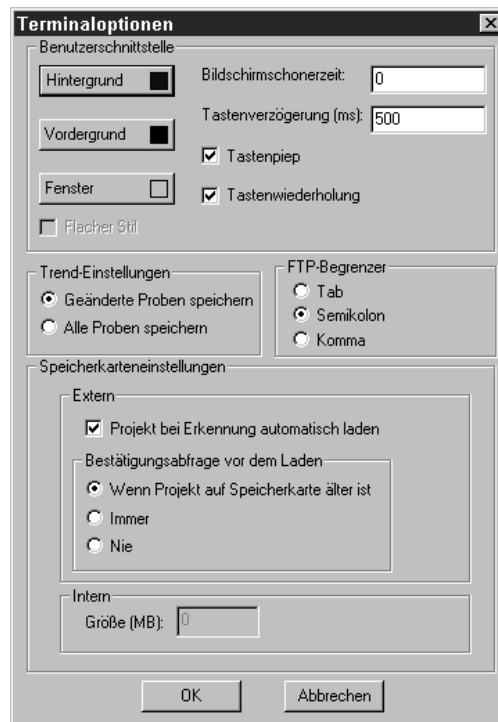 Terminaloptionen
Benutzerschnittstelle
Hintergrund
Bildschirmschonerzeit: 0
Tastenverzögerung (ms): 500
Vordergrund
Tastenpiep
Fenster
Tastenwiederholung
Flacher Stil
Trend-Einstellungen
Geänderte Proben speichern
Alle Proben speichern
FTP-Begrenzer
Tab
Semikolon
Komma
Speicherkarteneinstellungen
Extern
Projekt bei Erkennung automatisch laden
Bestätigungsabfrage vor dem Laden
Wenn Projekt auf Speicherkarte älter ist
Immer
Nie
Intern
Größe (MB): 0
OK Abbrechen